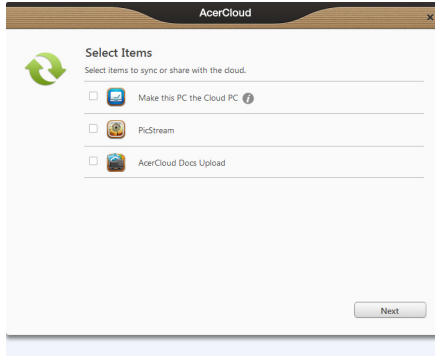 AcerCloud
Select Items
Select items to sync or share with the cloud.
Make this PC the Cloud PC i
PicStream
AcerCloud Docs Upload
Next